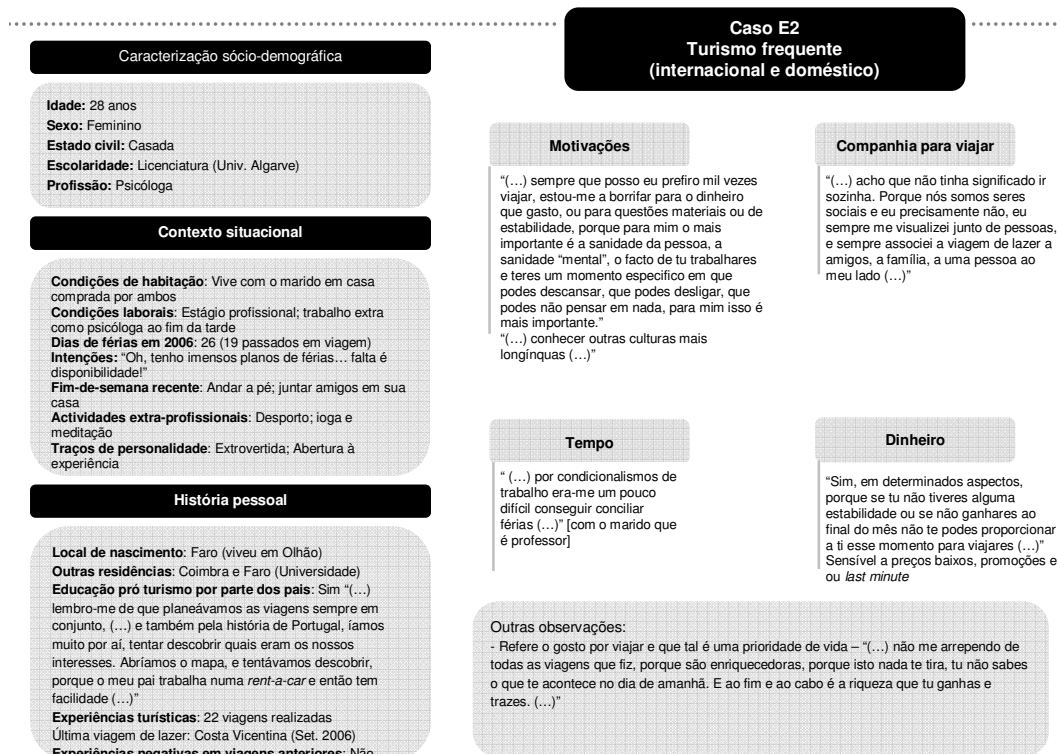 Caso E2
Turismo frequente
(internacional e doméstico)
Caracterização sócio-demográfica
Idade: 28 anos
Sexo: Feminino
Estado civil: Casada
Escolaridade: Licenciatura (Univ. Algarve)
Profissão: Psicóloga
Contexto situacional
Condições de habitação: Vive com o marido em casa
comprada por ambos
Condições laborais: Estágio profissional; trabalho extra
como psicóloga ao fim da tarde
Dias de férias em 2006: 26 (19 passados em viagem)
Intenções: “Oh, tenho imensos planos de férias… falta é
disponibilidade!”
Fim-de-semana recente: Andar a pé; juntar amigos em sua
casa
Actividades extra-profissionais: Desporto; ioga e
meditação
Traços de personalidade: Extrovertida; Abertura à
experiência
História pessoal
Local de nascimento: Faro (viveu em Olhão)
Outras residências: Coimbra e Faro (Universidade)
Educação pró turismo por parte dos pais: Sim “(…)
lembro-me de que planeávamos as viagens sempre em
conjunto, (…) e também pela história de Portugal, íamos
muito por aí, tentar descobrir quais eram os nossos
interesses. Abríamos o mapa, e tentávamos descobrir,
porque o meu pai trabalha numa rent-a-car e então tem
facilidade (…)”
Experiências turísticas: 22 viagens realizadas
Última viagem de lazer: Costa Vicentina (Set. 2006)
Experiências negativas em viagens anteriores: Não
Motivações
“(…) sempre que posso eu prefiro mil vezes
viajar, estou-me a borrifar para o dinheiro
que gasto, ou para questões materiais ou de
estabilidade, porque para mim o mais
importante é a sanidade da pessoa, a
sanidade “mental”, o facto de tu trabalhares
e teres um momento especifico em que
podes descansar, que podes desligar, que
podes não pensar em nada, para mim isso é
mais importante.”
“(…) conhecer outras culturas mais
longínquas (…)”
Companhia para viajar
“(…) acho que não tinha significado ir
sozinha. Porque nós somos seres
sociais e eu precisamente não, eu
sempre me visualizei junto de pessoas,
e sempre associei a viagem de lazer a
amigos, a família, a uma pessoa ao
meu lado (…)”
Tempo
“ (…) por condicionalismos de
trabalho era-me um pouco
difícil conseguir conciliar
férias (…)” [com o marido que
é professor]
Dinheiro
“Sim, em determinados aspectos,
porque se tu não tiveres alguma
estabilidade ou se não ganhares ao
final do mês não te podes proporcionar
a ti esse momento para viajares (…)”
Sensível a preços baixos, promoções e
ou last minute
Outras observações:
- Refere o gosto por viajar e que tal é uma prioridade de vida – “(…) não me arrependo de
todas as viagens que fiz, porque são enriquecedoras, porque isto nada te tira, tu não sabes
o que te acontece no dia de amanhã. E ao fim e ao cabo é a riqueza que tu ganhas e
trazes. (…)”